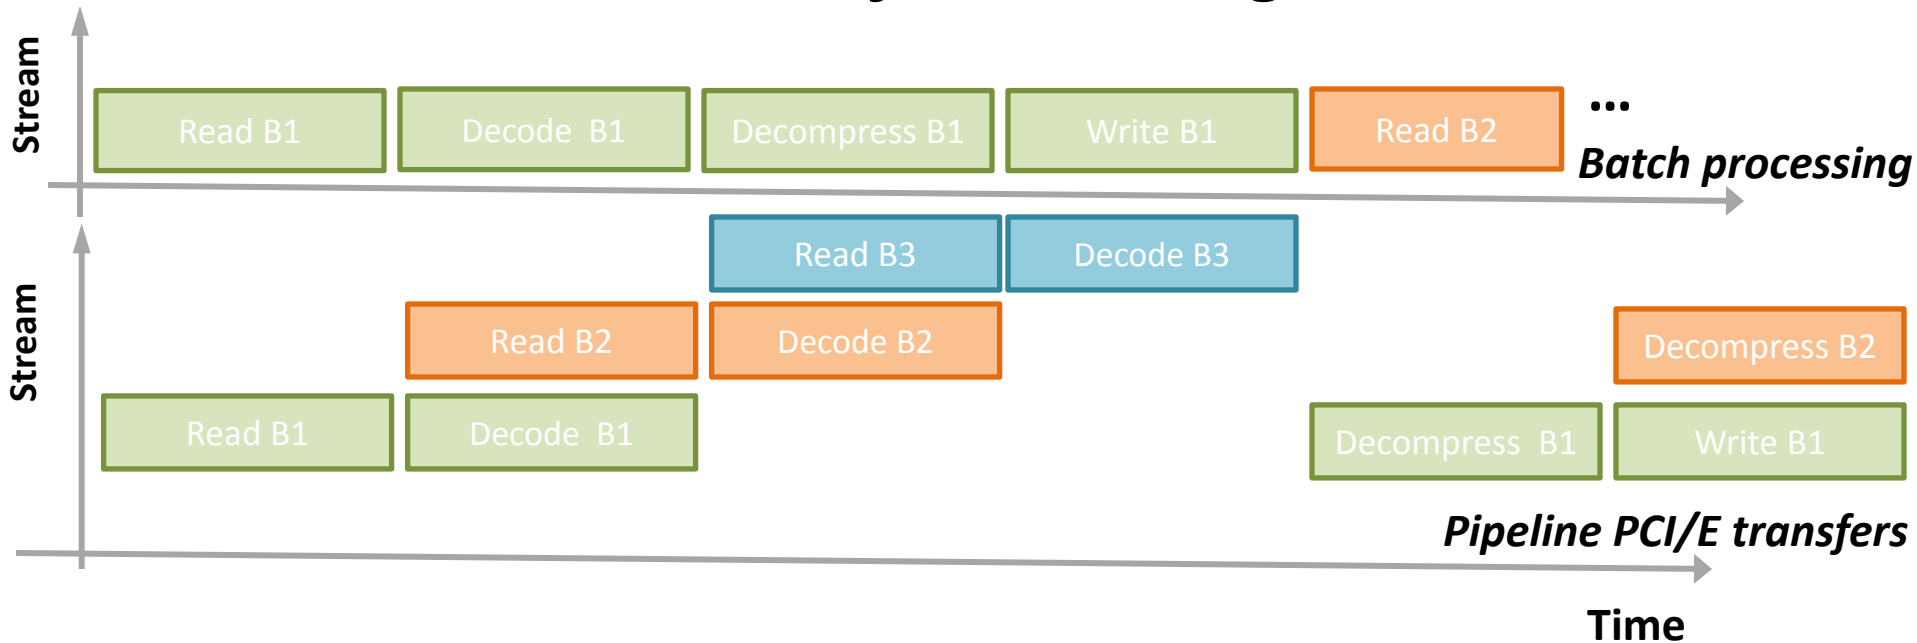 Stream
Read B1
Decode B1
Decompress B1
Write B1
Read B2
...
Batch processing
Stream
Read B3
Decode B3
Read B2
Decode B2
Decompress B2
Read B1
Decode B1
Decompress B1
Write B1
Pipeline PCI/E transfers
Time